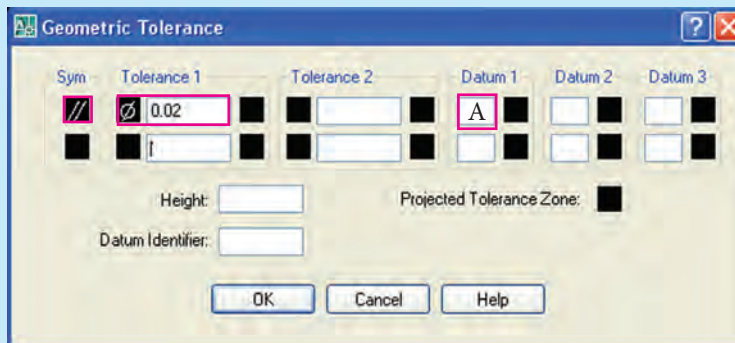 Geometric Tolerance
Sym Tolerance 1 Tolerance 2 Datum 1 Datum 2 Datum 3
// Ø 0.02 A
Height: Projected Tolerance Zone:
Datum Identifier:
OK Cancel Help